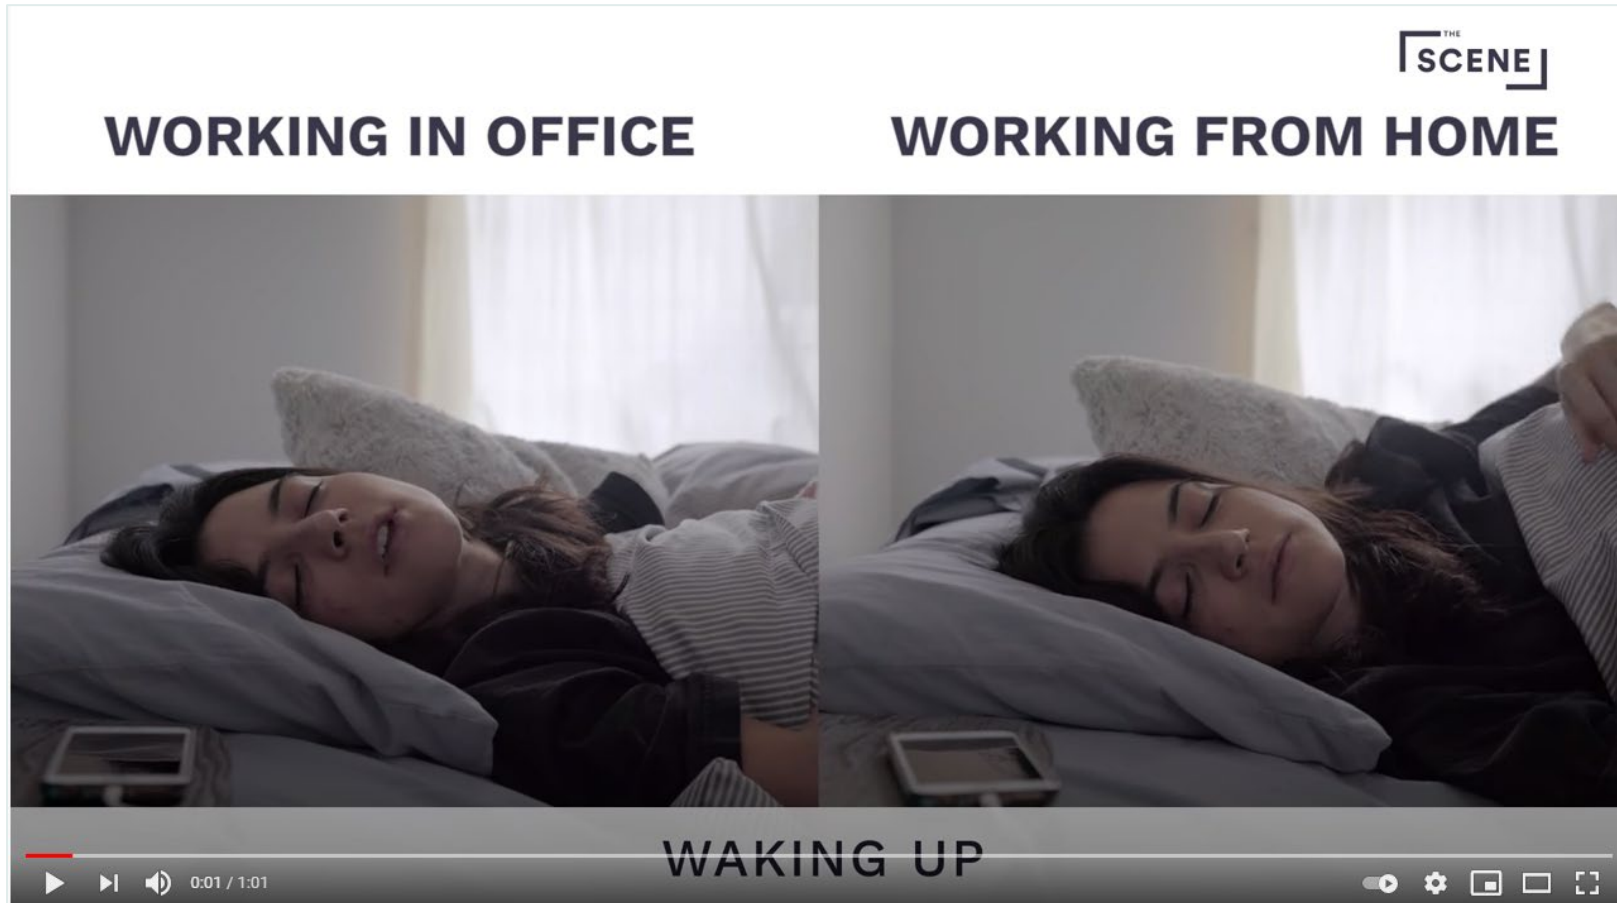 THE
SCENE
WORKING IN OFFICE
WORKING FROM HOME
WAKING UP
0:01 / 1:01